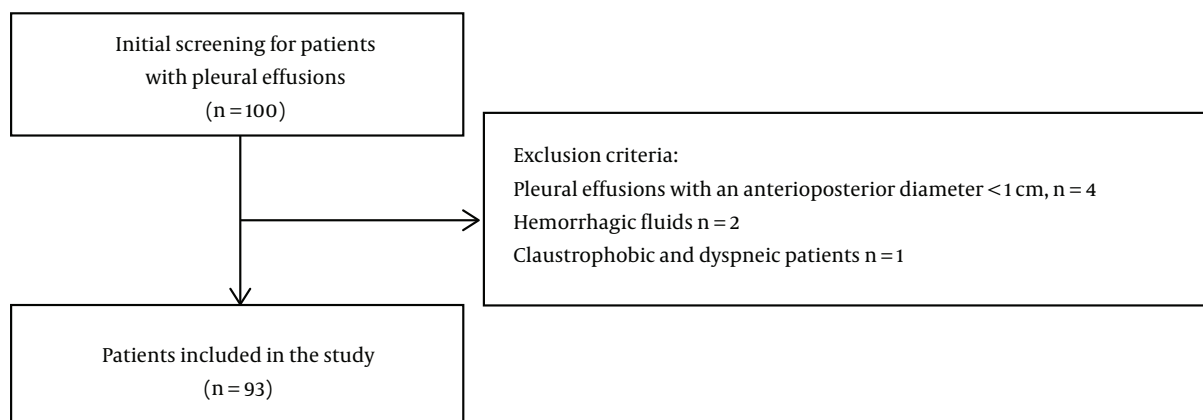 Initial screening for patients
with pleural effusions
(n = 100)
Exclusion criteria:
Pleural effusions with an anterioposterior diameter < 1 cm, n = 4
Hemorrhagic fluids n = 2
Claustrophobic and dyspneic patients n = 1
Patients included in the study
(n = 93)